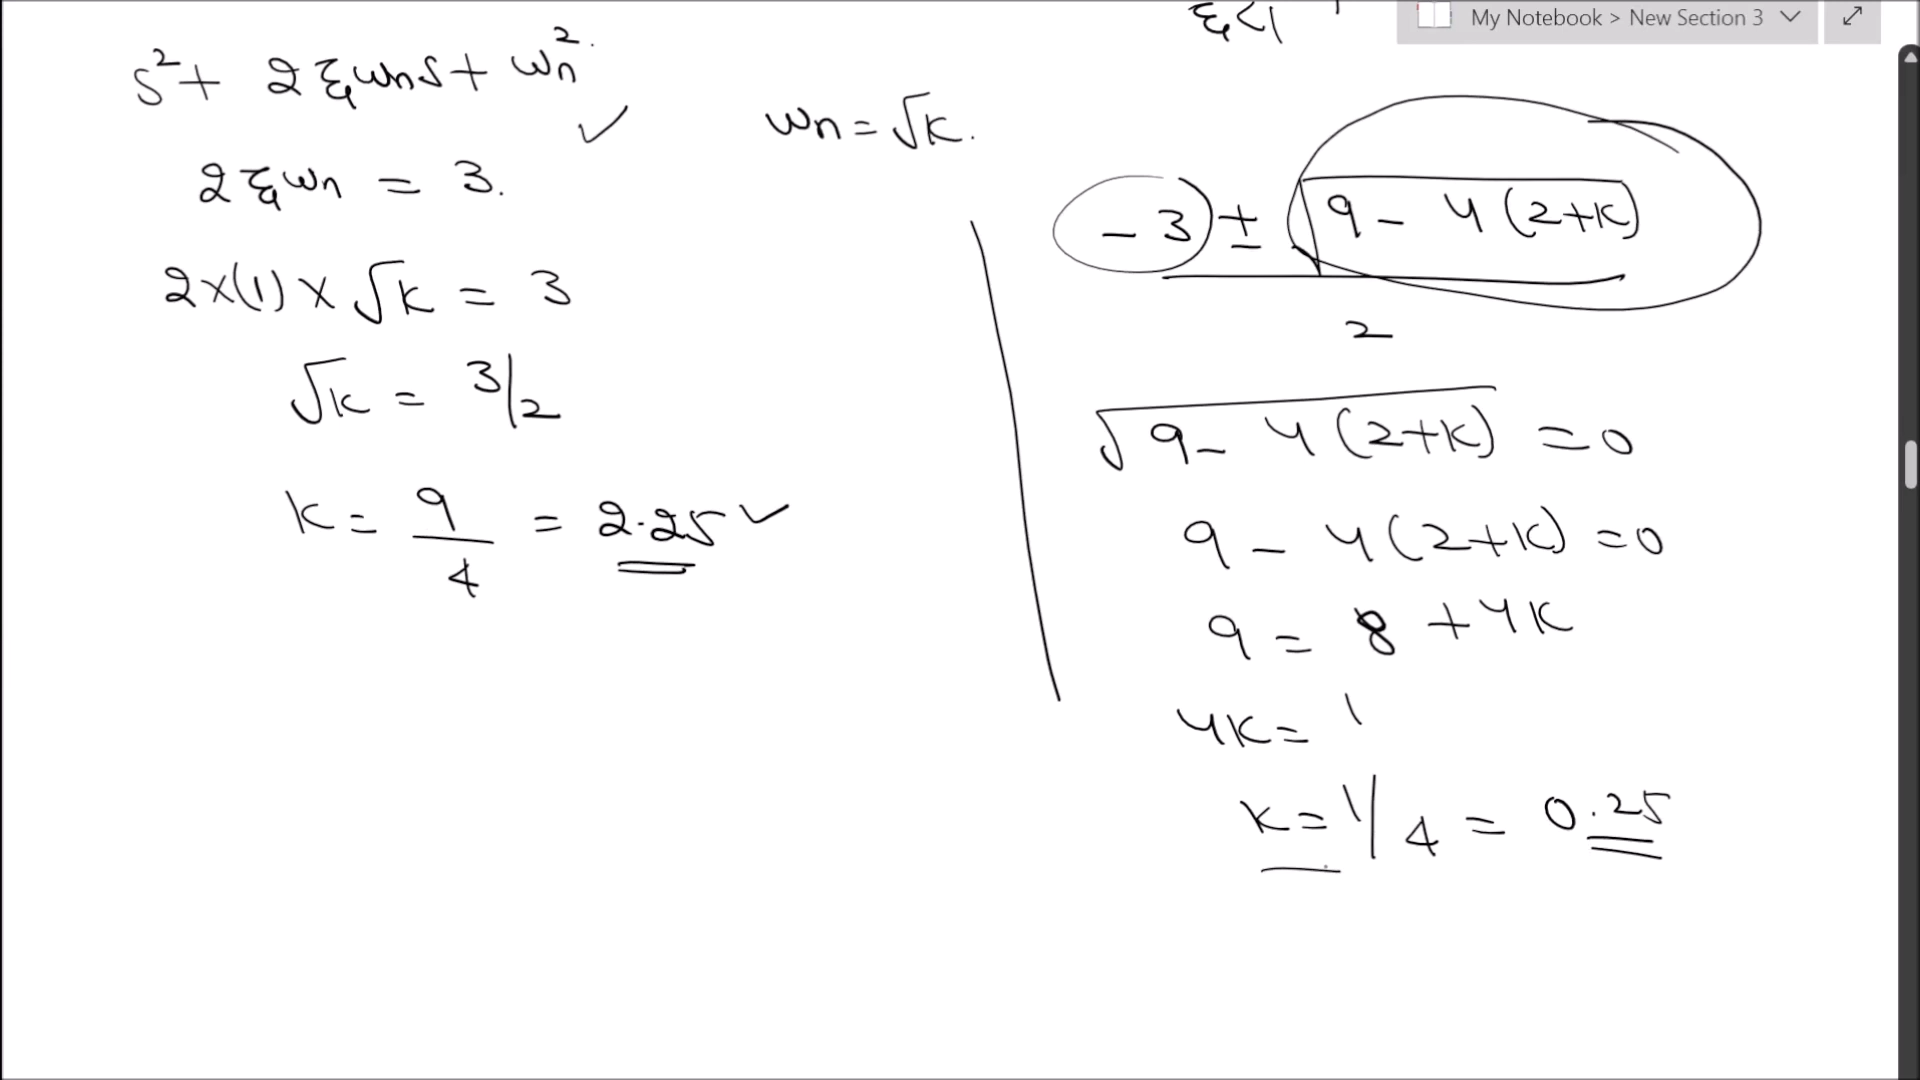 ξ<1
My Notebook > New Section 3
s² + 2ξωns + ωn².
ωn = √k.
2ξωn = 3.
2×(1)×√k = 3
√k = 3/2
k = 9/4 = 2.25 ✓
-3 ± √9 - 4(2+k)
2
√9 - 4(2+k) = 0
9 - 4(2+k) = 0
9 = 8 + 4k
4k = 1
k = 1/4 = 0.25